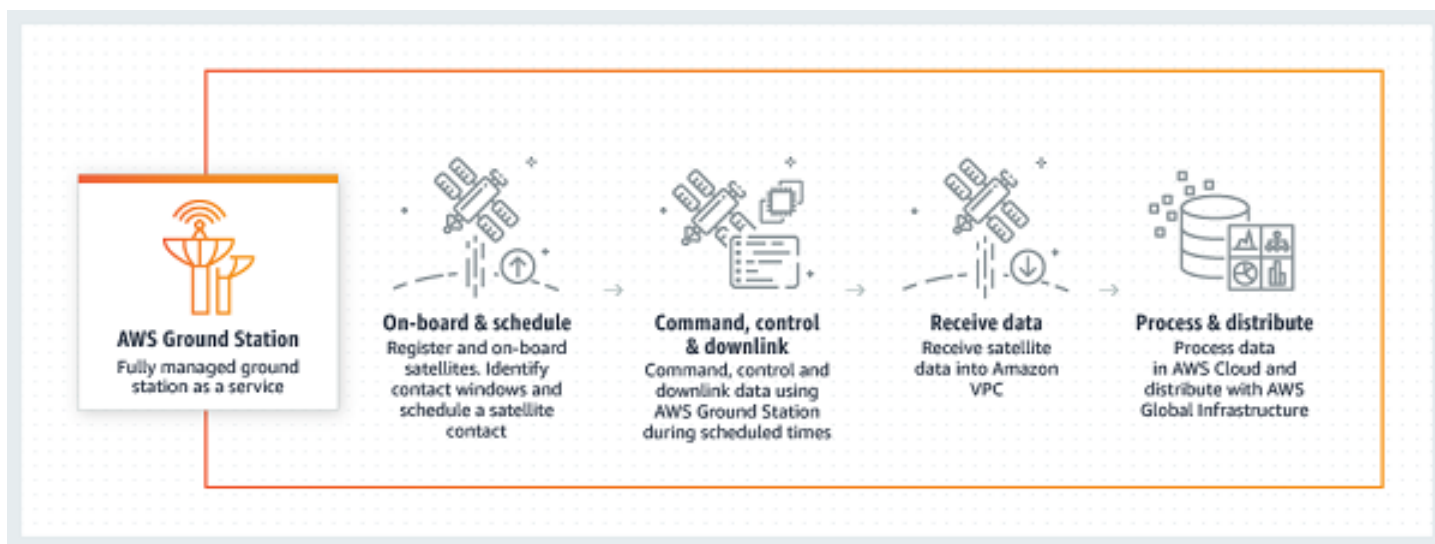 AWS Ground Station
Fully managed ground
station as a service
On-board & schedule
Register and on-board
satellites. Identify
contact windows and
schedule a satellite
contact
Command, control
& downlink
Command, control and
downlink data using
AWS Ground Station
during scheduled times
Receive data
Receive satellite
data into Amazon
VPC
Process & distribute
Process data
in AWS Cloud and
distribute with AWS
Global Infrastructure